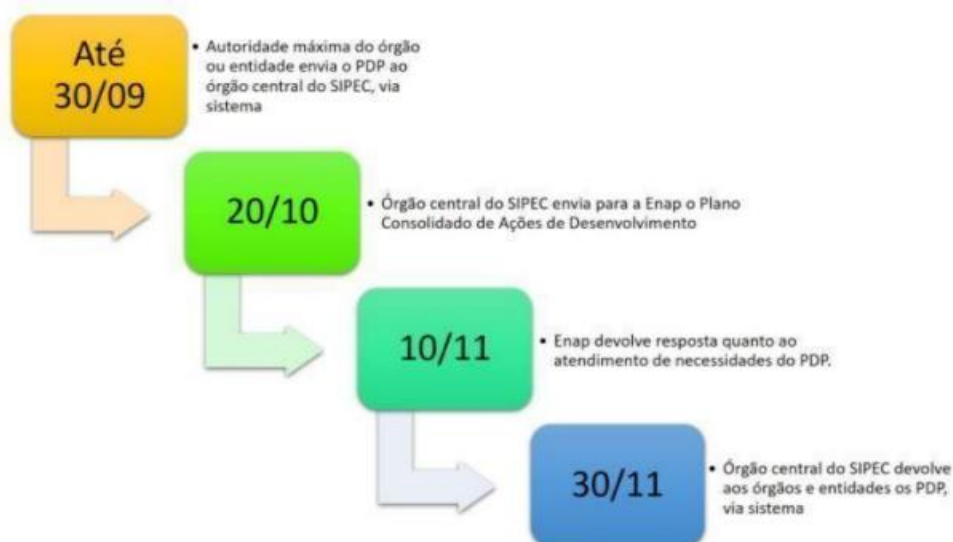 Até
30/09
• Autoridade máxima do órgão
ou entidade envia o PDP ao
órgão central do SIPEC, via
sistema
20/10
• Órgão central do SIPEC envia para a Enap o Plano
Consolidado de Ações de Desenvolvimento
10/11
• Enap devolve resposta quanto ao
atendimento de necessidades do PDP.
30/11
• Órgão central do SIPEC devolve
aos órgãos e entidades os PDP,
via sistema